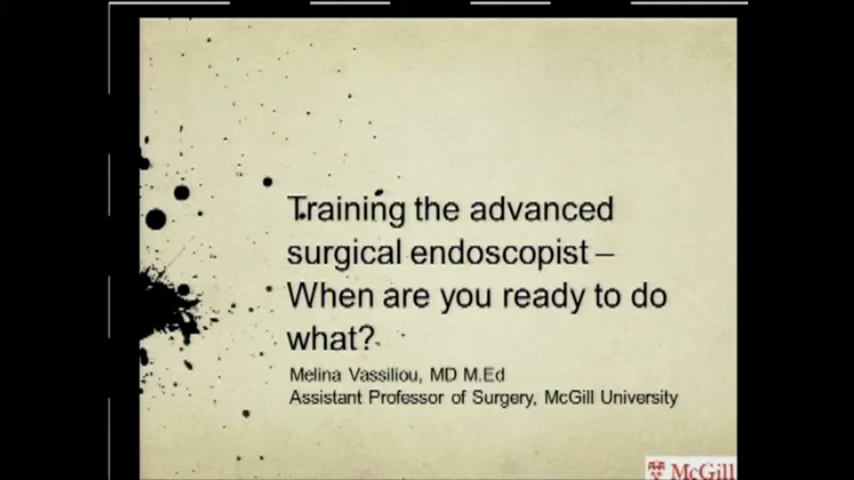 Training the advanced
surgical endoscopist –
When are you ready to do
what?
Melina Vassiliou, MD M.Ed
Assistant Professor of Surgery, McGill University
McGill